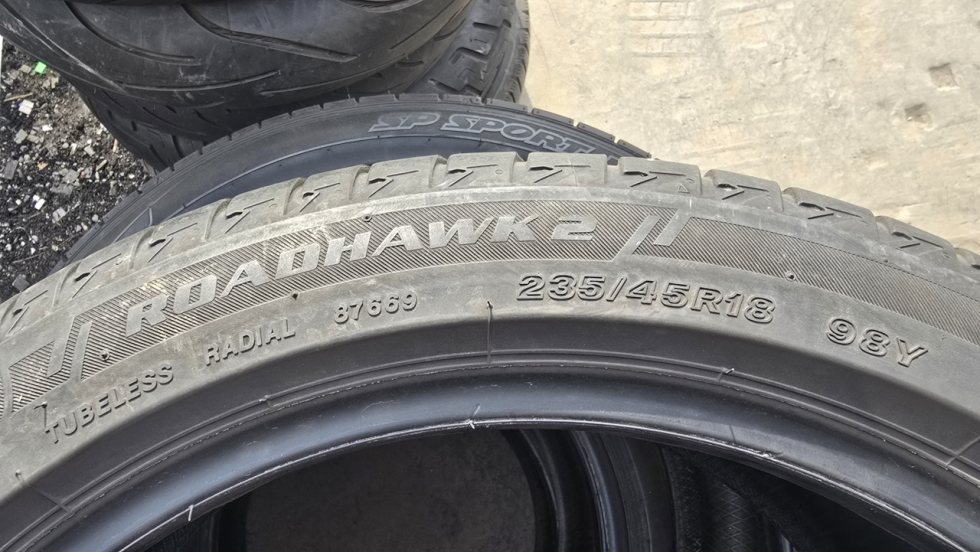 SP SPORT
ROADHAWK 2
TUBELESS RADIAL 87669 235/45R18 98Y